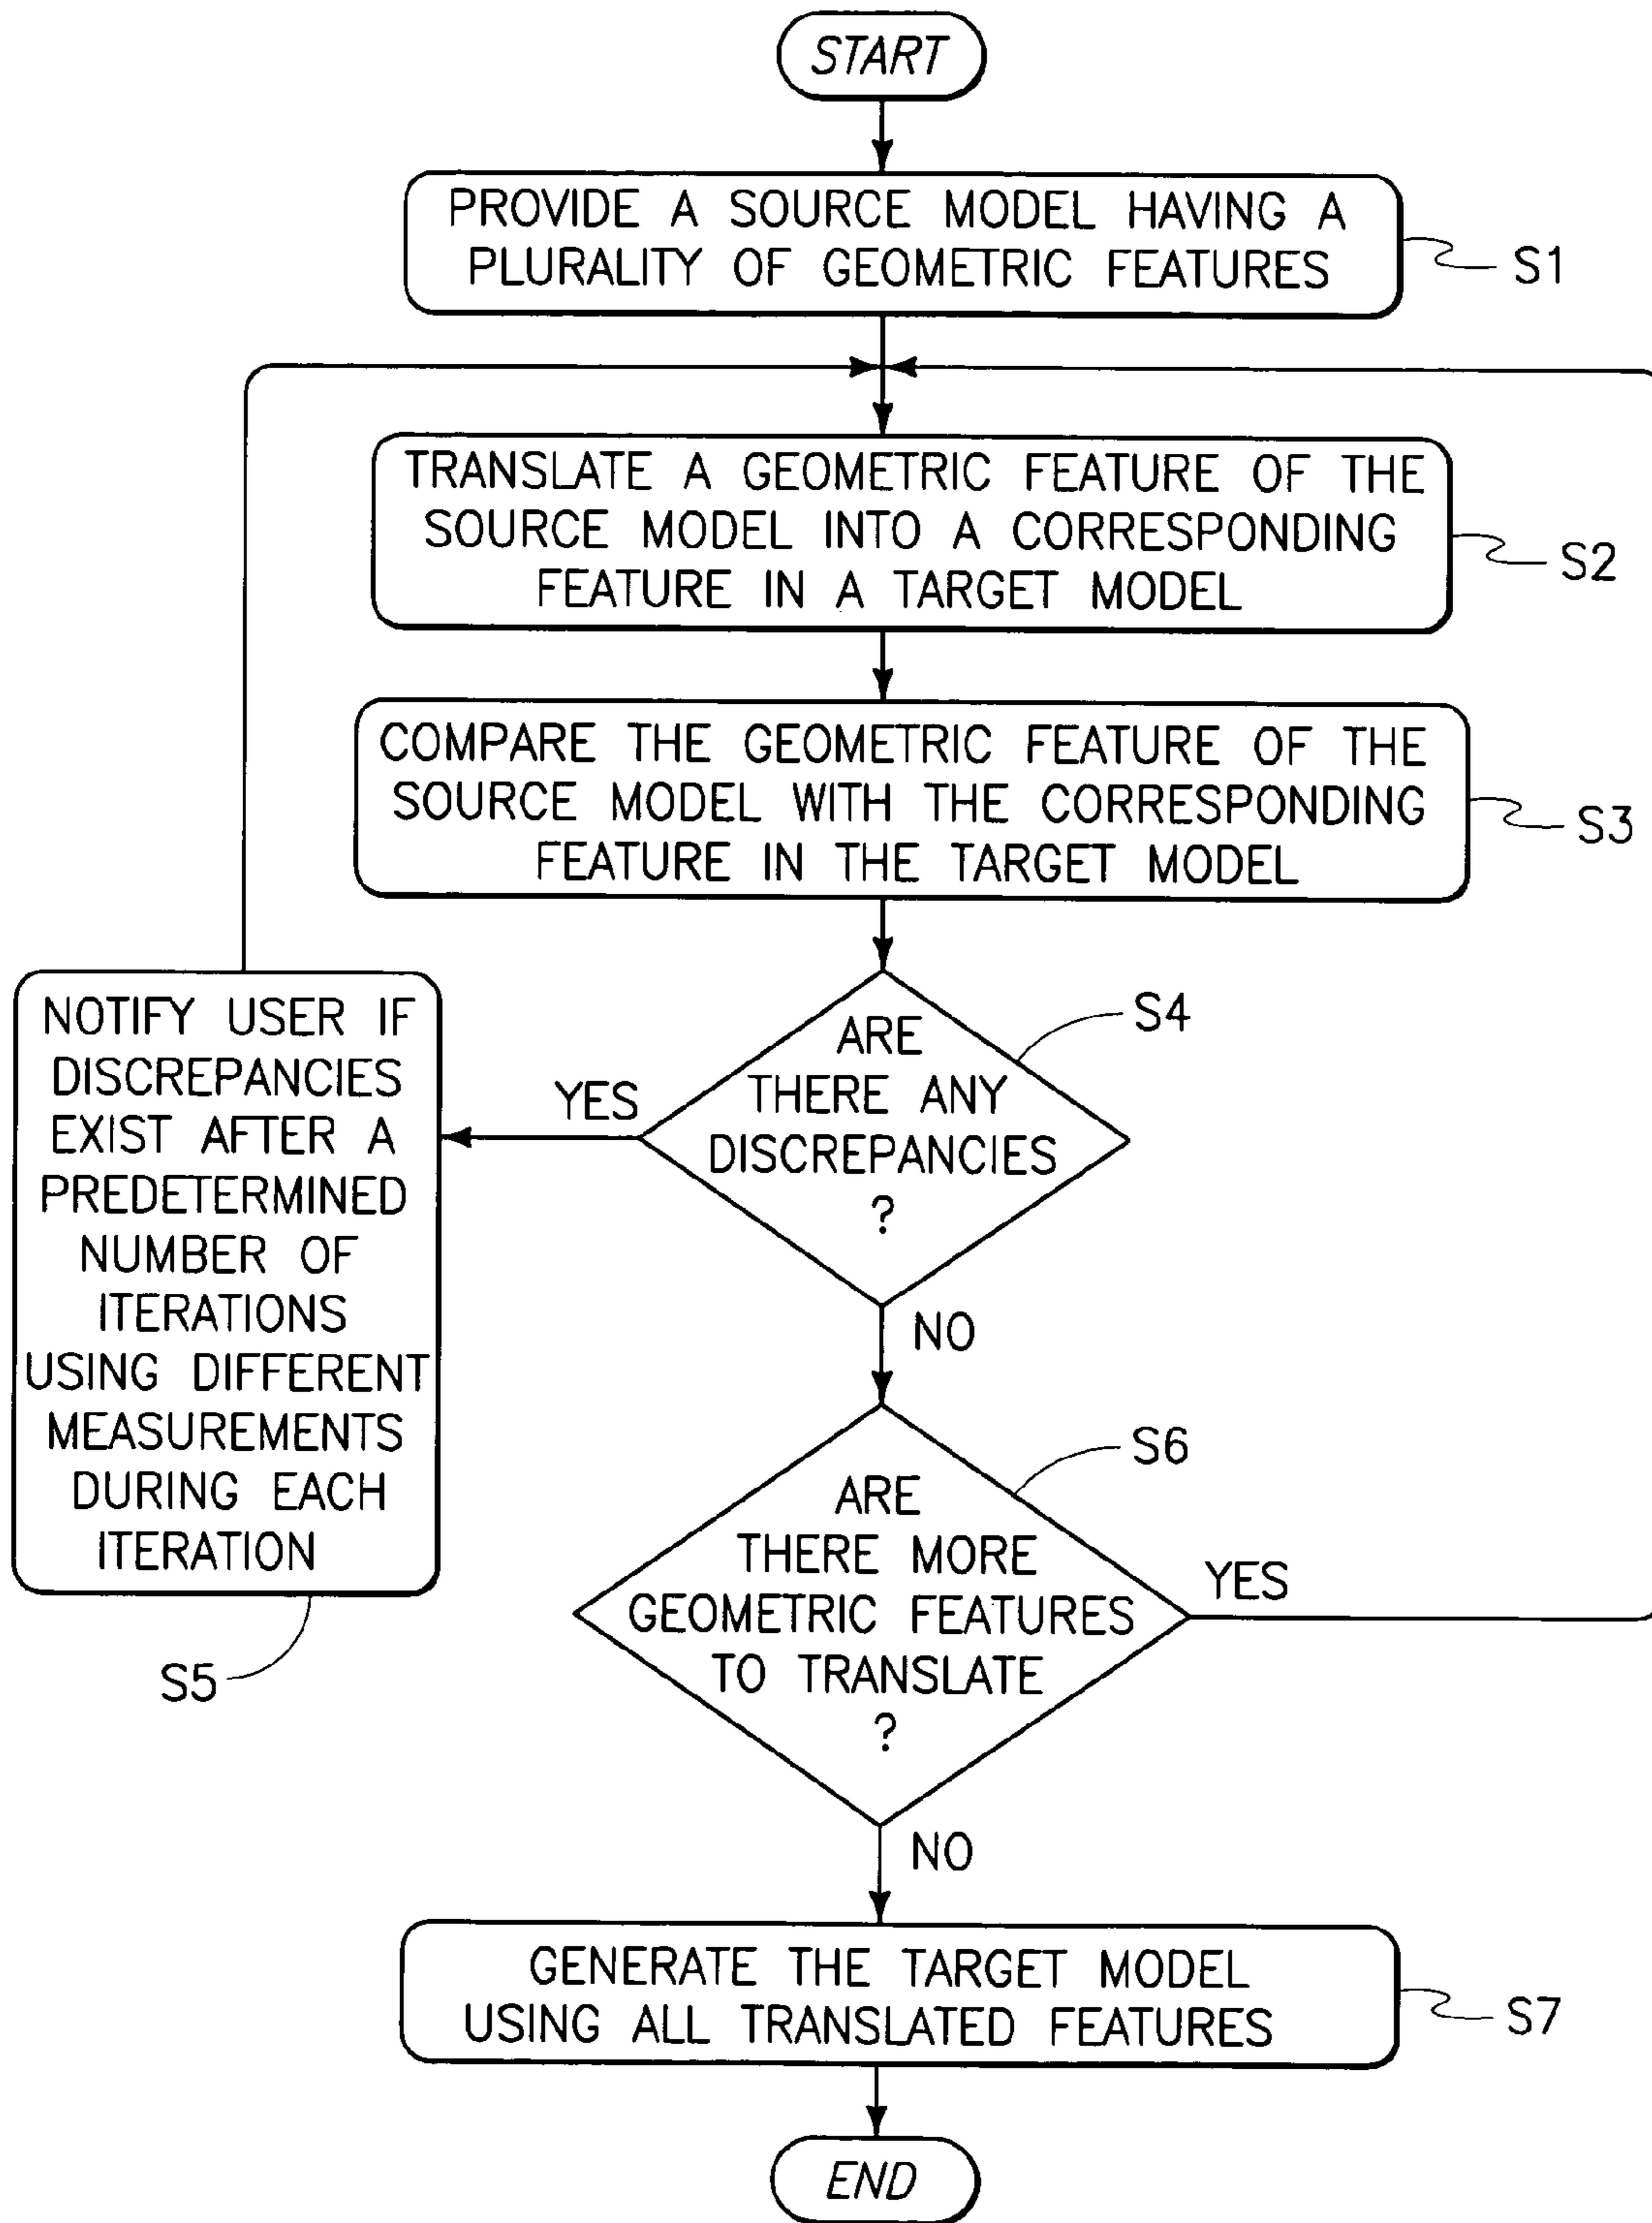 START
PROVIDE A SOURCE MODEL HAVING A
PLURALITY OF GEOMETRIC FEATURES
S1
TRANSLATE A GEOMETRIC FEATURE OF THE
SOURCE MODEL INTO A CORRESPONDING
FEATURE IN A TARGET MODEL
S2
COMPARE THE GEOMETRIC FEATURE OF THE
SOURCE MODEL WITH THE CORRESPONDING
FEATURE IN THE TARGET MODEL
S3
ARE
THERE ANY
DISCREPANCIES
?
S4
YES
NO
NOTIFY USER IF
DISCREPANCIES
EXIST AFTER A
PREDETERMINED
NUMBER OF
ITERATIONS
USING DIFFERENT
MEASUREMENTS
DURING EACH
ITERATION
S5
ARE
THERE MORE
GEOMETRIC FEATURES
TO TRANSLATE
?
S6
YES
NO
GENERATE THE TARGET MODEL
USING ALL TRANSLATED FEATURES
S7
END